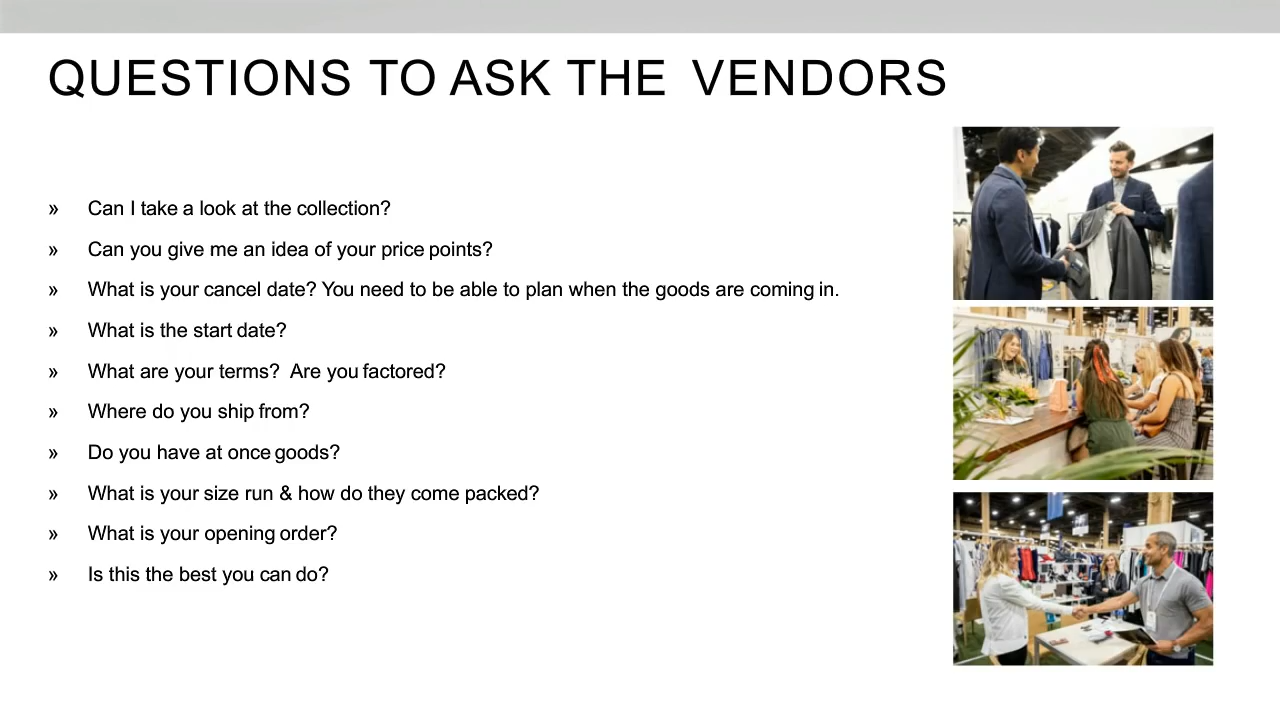 QUESTIONS TO ASK THE VENDORS
» Can I take a look at the collection?
» Can you give me an idea of your price points?
» What is your cancel date? You need to be able to plan when the goods are coming in.
» What is the start date?
» What are your terms? Are you factored?
» Where do you ship from?
» Do you have at once goods?
» What is your size run & how do they come packed?
» What is your opening order?
» Is this the best you can do?